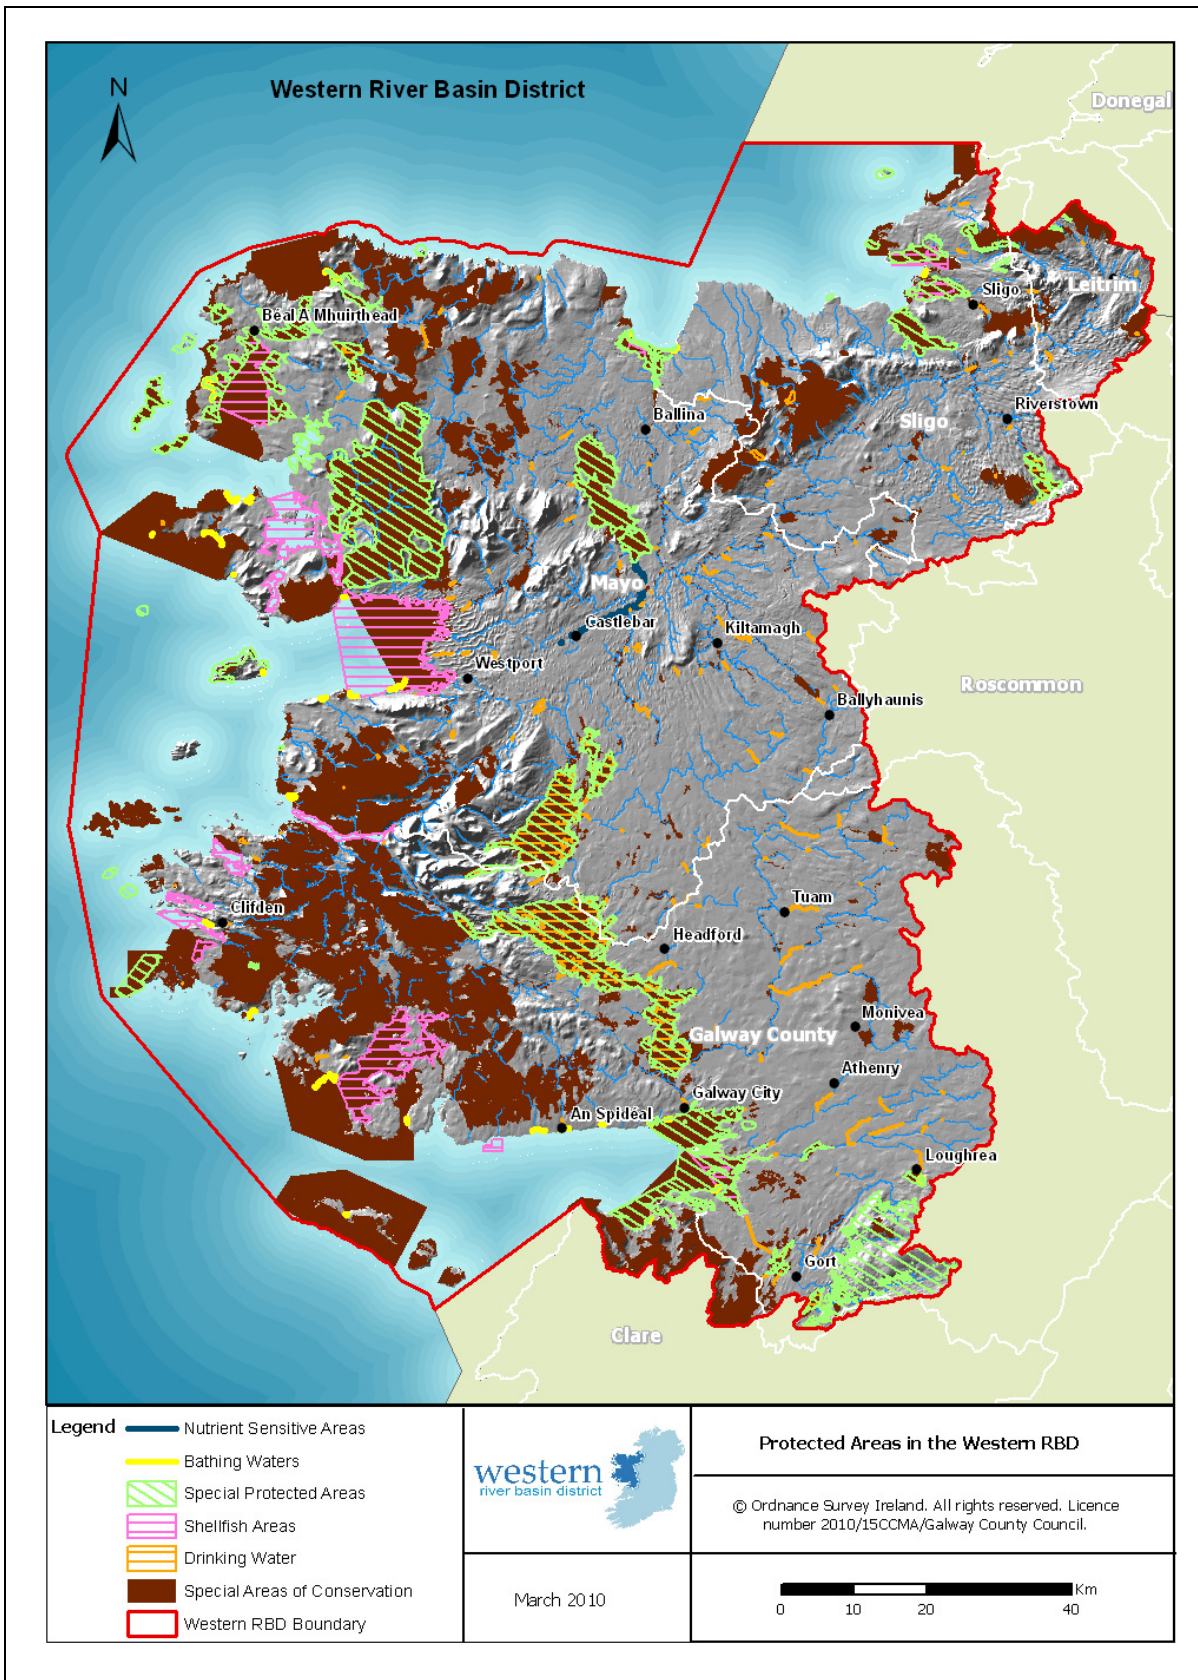 Western River Basin District
N
Donegal
Leitrim
Sligo
Béal A Mhuirthead
Riverstown
Ballina
Sligo
Mayo
Castlebar
Kiltamagh
Westport
Roscommon
Ballyhaunis
Tuam
Clifden
Headford
Monivea
Galway County
Athenry
Galway City
An Spidéal
Loughrea
Gort
Clare
Legend
Nutrient Sensitive Areas
Bathing Waters
Special Protected Areas
Shellfish Areas
Drinking Water
Special Areas of Conservation
Western RBD Boundary
western
river basin district
March 2010
Protected Areas in the Western RBD
© Ordnance Survey Ireland. All rights reserved. Licence
number 2010/15CCMA/Galway County Council.
Km
0 10 20 40